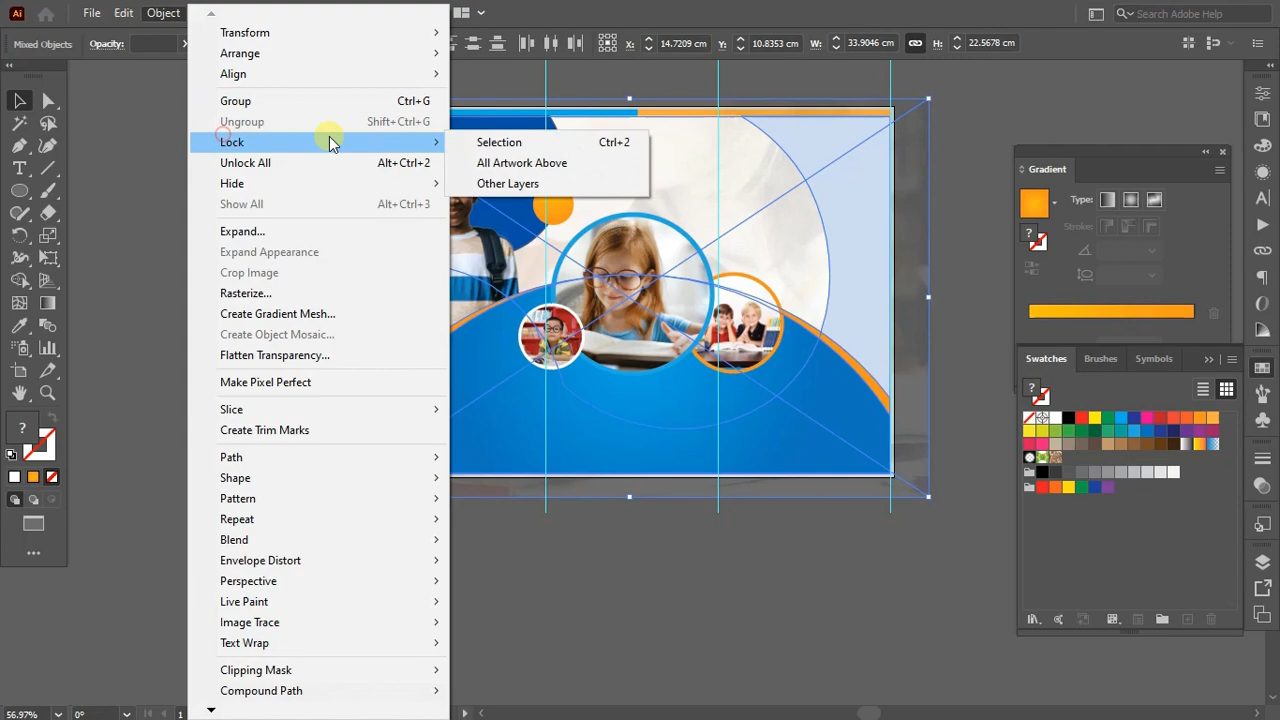 Ai
File Edit Object
Search Adobe Help
Mixed Objects Opacity: X: 14.7209 cm Y: 10.8353 cm W: 33.9046 cm H: 22.5678 cm
Transform
Arrange
Align
Group Ctrl+G
Ungroup Shift+Ctrl+G
Lock
Unlock All Alt+Ctrl+2
Hide
Show All Alt+Ctrl+3
Expand...
Expand Appearance
Crop Image
Rasterize...
Create Gradient Mesh...
Create Object Mosaic...
Flatten Transparency...
Make Pixel Perfect
Slice
Create Trim Marks
Path
Shape
Pattern
Repeat
Blend
Envelope Distort
Perspective
Live Paint
Image Trace
Text Wrap
Clipping Mask
Compound Path
Selection Ctrl+2
All Artwork Above
Other Layers
Gradient
Type:
Stroke:
Swatches Brushes Symbols
56.97% 0° 1